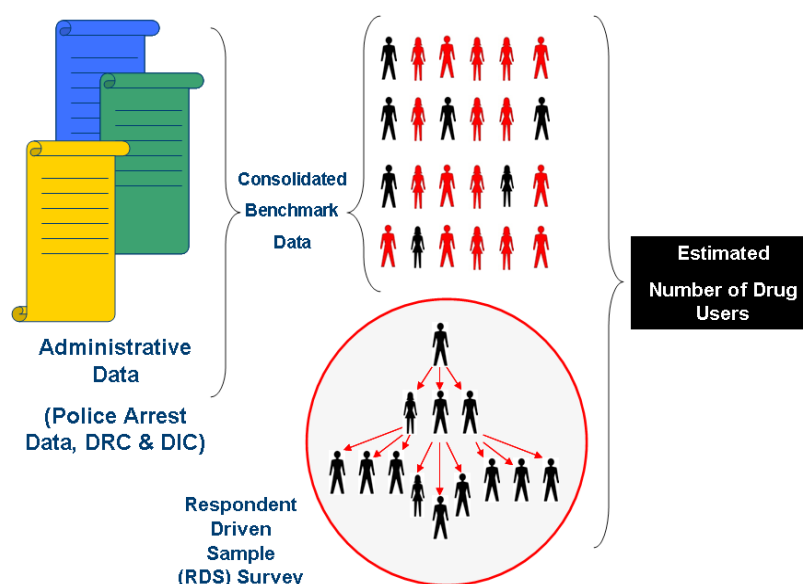 Administrative
Data
(Police Arrest
Data, DRC & DIC)
Consolidated
Benchmark
Data
Respondent
Driven
Sample
(RDS) Survey
Estimated
Number of Drug
Users